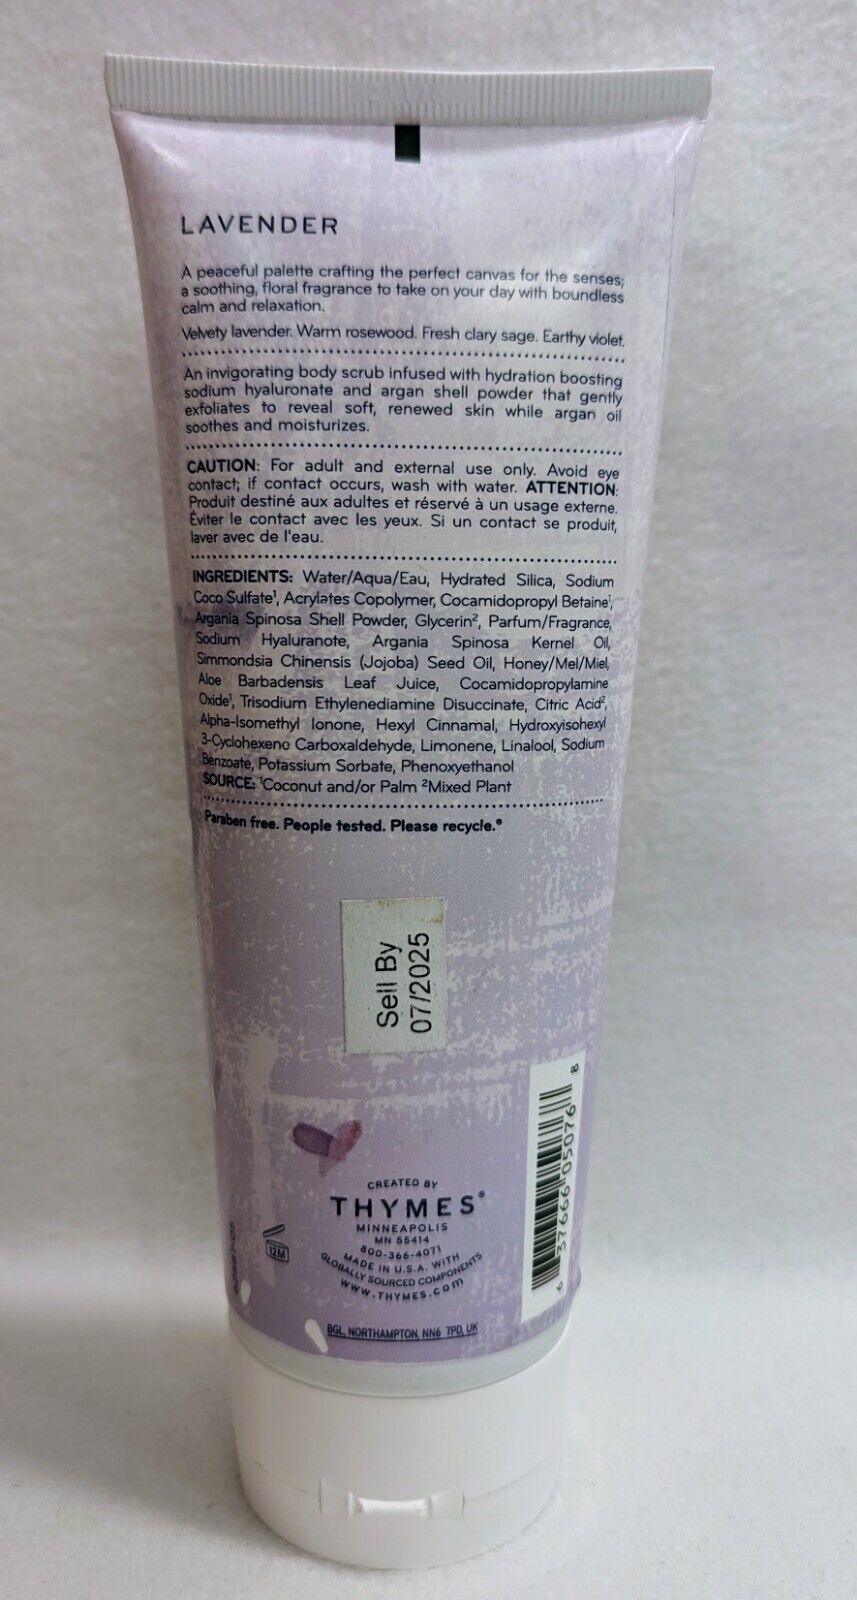 LAVENDER
A peaceful palette crafting the perfect canvas for the senses;
a soothing, floral fragrance to take on your day with boundless
calm and relaxation.
Velvety lavender. Warm rosewood. Fresh clary sage. Earthy violet.
An invigorating body scrub infused with hydration boosting
sodium hyaluronate and argan shell powder that gently
exfoliates to reveal soft, renewed skin while argan oil
soothes and moisturizes.
CAUTION: For adult and external use only. Avoid eye
contact; if contact occurs, wash with water. ATTENTION:
Produit destiné aux adultes et réservé à un usage externe.
Éviter le contact avec les yeux. Si un contact se produit,
laver avec de l'eau.
INGREDIENTS: Water/Aqua/Eau, Hydrated Silica, Sodium
Coco Sulfate¹, Acrylates Copolymer, Cocamidopropyl Betaine¹,
Argania Spinosa Shell Powder, Glycerin², Parfum/Fragrance,
Sodium Hyaluronate, Argania Spinosa Kernel Oil,
Simmondsia Chinensis (Jojoba) Seed Oil, Honey/Mel/Miel,
Aloe Barbadensis Leaf Juice, Cocamidopropylamine
Oxide¹, Trisodium Ethylenediamine Disuccinate, Citric Acid²,
Alpha-Isomethyl Ionone, Hexyl Cinnamal, Hydroxyisohexyl
3-Cyclohexene Carboxaldehyde, Limonene, Linalool, Sodium
Benzoate, Potassium Sorbate, Phenoxyethanol
SOURCE: ¹Coconut and/or Palm ²Mixed Plant
Paraben free. People tested. Please recycle.®
Sell By
07/2025
CREATED BY
THYMES®
MINNEAPOLIS
MN 55414
800-366-4071
MADE IN U.S.A. WITH
GLOBALLY SOURCED COMPONENTS
WWW.THYMES.COM
12M
BGL, NORTHAMPTON, NN6 7PD, UK
6 37666 05076 8